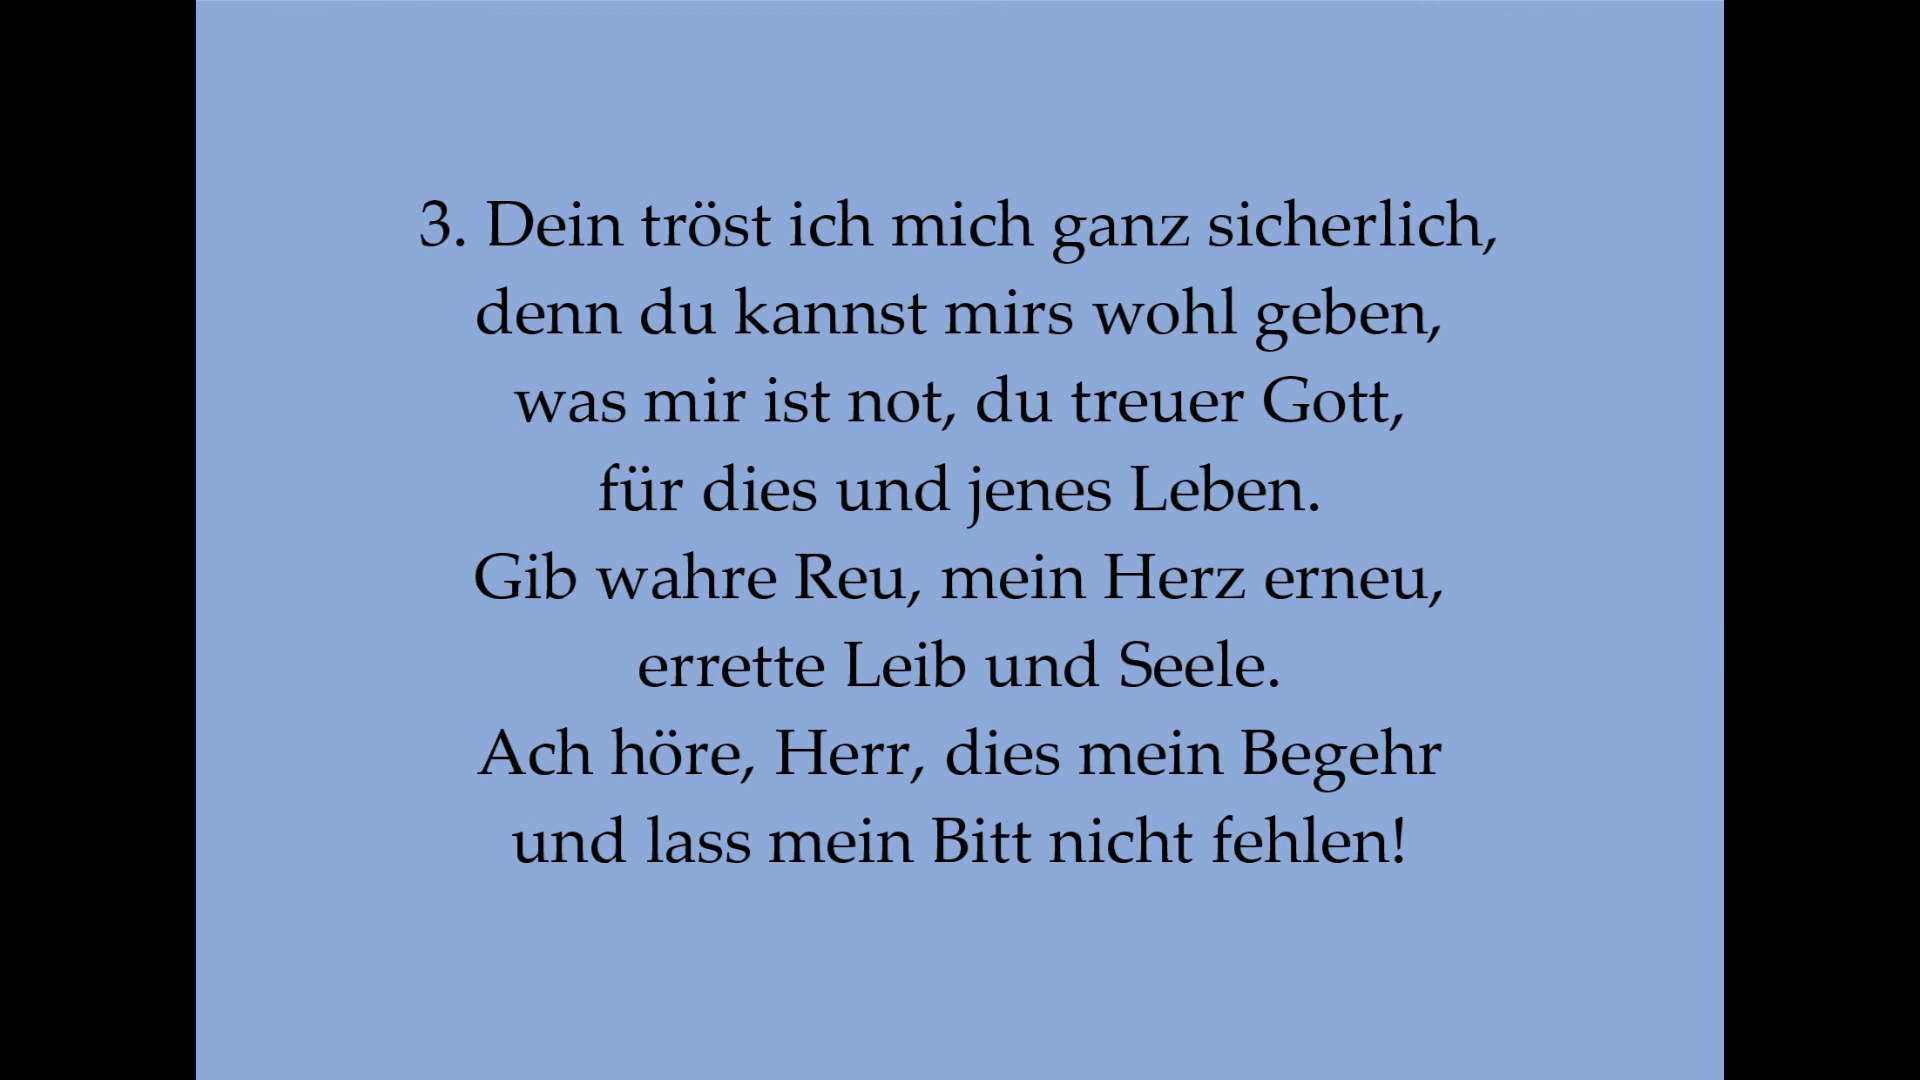 3. Dein tröst ich mich ganz sicherlich,
denn du kannst mirs wohl geben,
was mir ist not, du treuer Gott,
für dies und jenes Leben.
Gib wahre Reu, mein Herz erneu,
errette Leib und Seele.
Ach höre, Herr, dies mein Begehr
und lass mein Bitt nicht fehlen!